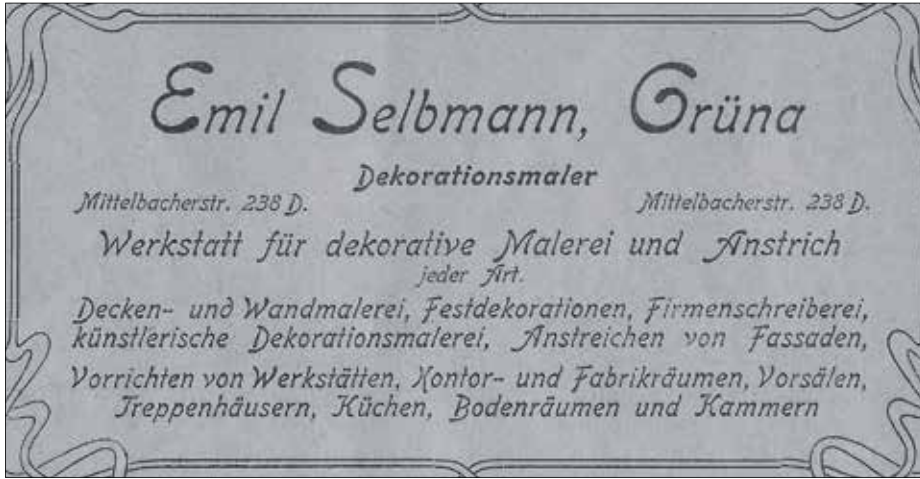 Emil Selbmann, Grüna
Dekorationsmaler
Mittelbacherstr. 238 D. Mittelbacherstr. 238 D.
Werkstatt für dekorative Malerei und Anstrich
jeder Art.
Decken- und Wandmalerei, Festdekorationen, Firmenschreiberei,
künstlerische Dekorationsmalerei, Anstreichen von Fassaden,
Vorrichten von Werkstätten, Kontor- und Fabrikräumen, Vorsälen,
Treppenhäusern, Küchen, Bodenräumen und Kammern